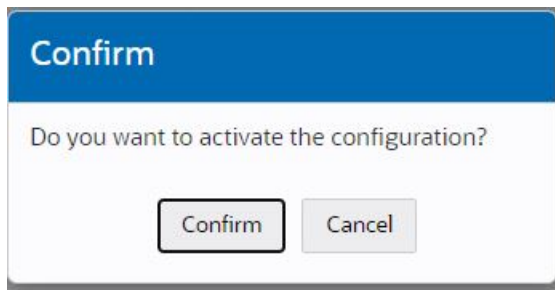 Confirm
Do you want to activate the configuration?
Confirm Cancel